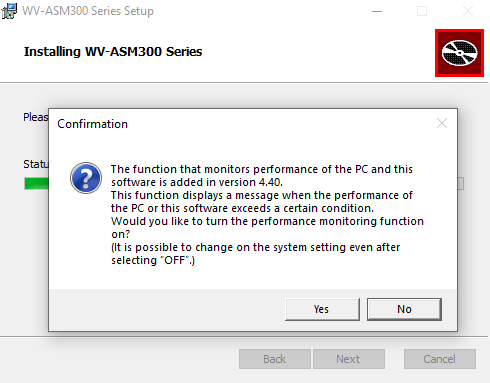 WV-ASM300 Series Setup
Installing WV-ASM300 Series
Confirmation
The function that monitors performance of the PC and this
software is added in version 4.40.
This function displays a message when the performance of
the PC or this software exceeds a certain condition.
Would you like to turn the performance monitoring function
on?
(It is possible to change on the system setting even after
selecting “OFF”.)
Yes No
Back Next Cancel